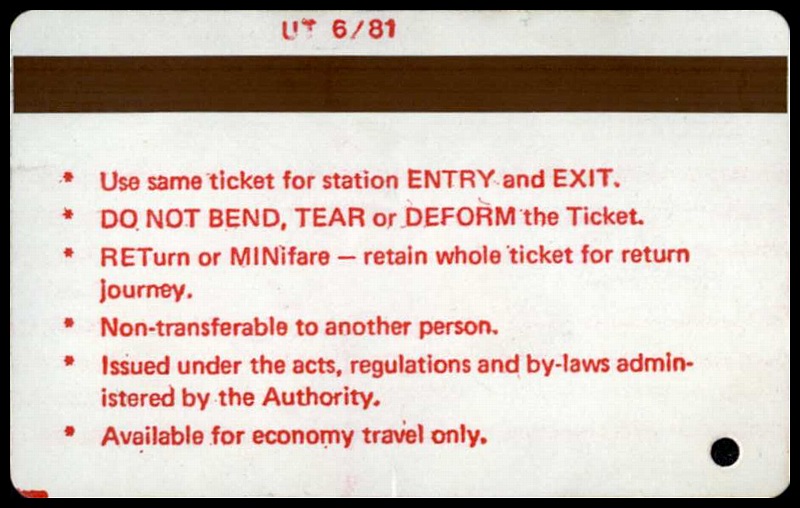 UT 6/81
* Use same ticket for station ENTRY and EXIT.
* DO NOT BEND, TEAR or DEFORM the Ticket.
* RETurn or MINifare – retain whole ticket for return
journey.
* Non-transferable to another person.
* Issued under the acts, regulations and by-laws admin-
istered by the Authority.
* Available for economy travel only.